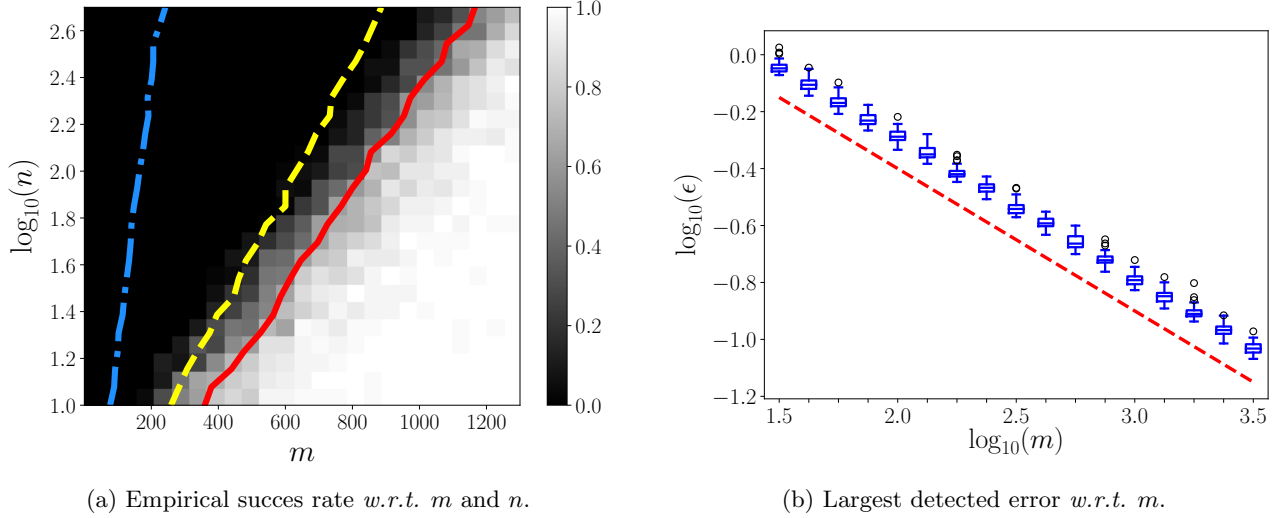 2.6
2.4
2.2
2.0
1.8
1.6
1.4
1.2
1.0
log₁₀(n)
200 400 600 800 1000 1200
m
1.0
0.8
0.6
0.4
0.2
0.0
(a) Empirical succes rate w.r.t. m and n.
0.0
−0.2
−0.4
−0.6
−0.8
−1.0
−1.2
log₁₀(ϵ)
1.5 2.0 2.5 3.0 3.5
log₁₀(m)
(b) Largest detected error w.r.t. m.